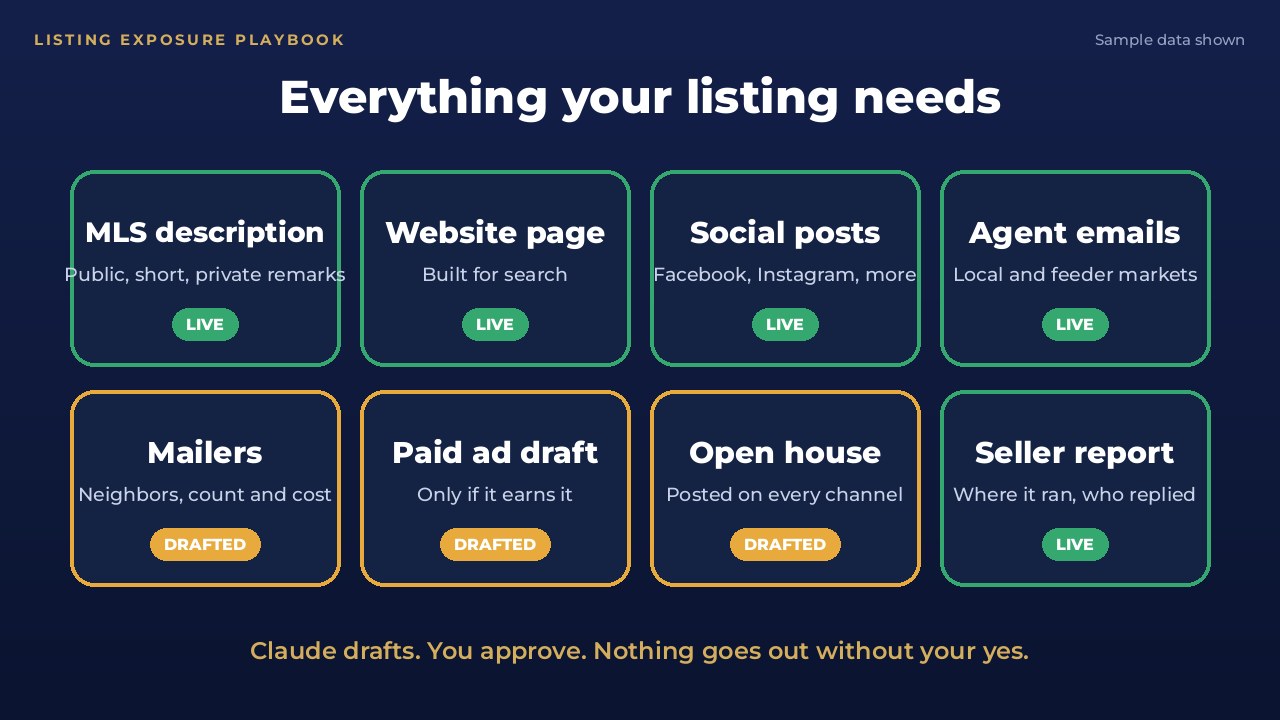 LISTING EXPOSURE PLAYBOOK
Sample data shown
Everything your listing needs
MLS description
Public, short, private remarks
LIVE
Website page
Built for search
LIVE
Social posts
Facebook, Instagram, more
LIVE
Agent emails
Local and feeder markets
LIVE
Mailers
Neighbors, count and cost
DRAFTED
Paid ad draft
Only if it earns it
DRAFTED
Open house
Posted on every channel
DRAFTED
Seller report
Where it ran, who replied
LIVE
Claude drafts. You approve. Nothing goes out without your yes.